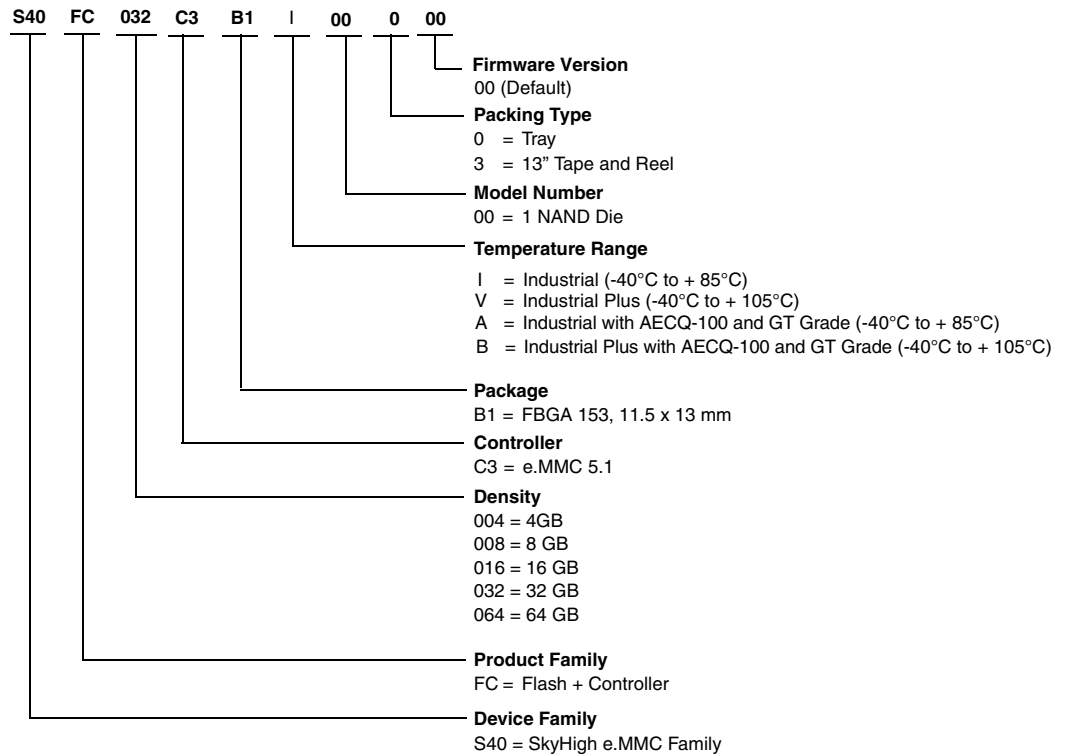 S40 FC 032 C3 B1 I 00 0 00
Firmware Version
00 (Default)
Packing Type
0 = Tray
3 = 13” Tape and Reel
Model Number
00 = 1 NAND Die
Temperature Range
I = Industrial (-40°C to + 85°C)
V = Industrial Plus (-40°C to + 105°C)
A = Industrial with AECQ-100 and GT Grade (-40°C to + 85°C)
B = Industrial Plus with AECQ-100 and GT Grade (-40°C to + 105°C)
Package
B1 = FBGA 153, 11.5 x 13 mm
Controller
C3 = e.MMC 5.1
Density
004 = 4GB
008 = 8 GB
016 = 16 GB
032 = 32 GB
064 = 64 GB
Product Family
FC = Flash + Controller
Device Family
S40 = SkyHigh e.MMC Family